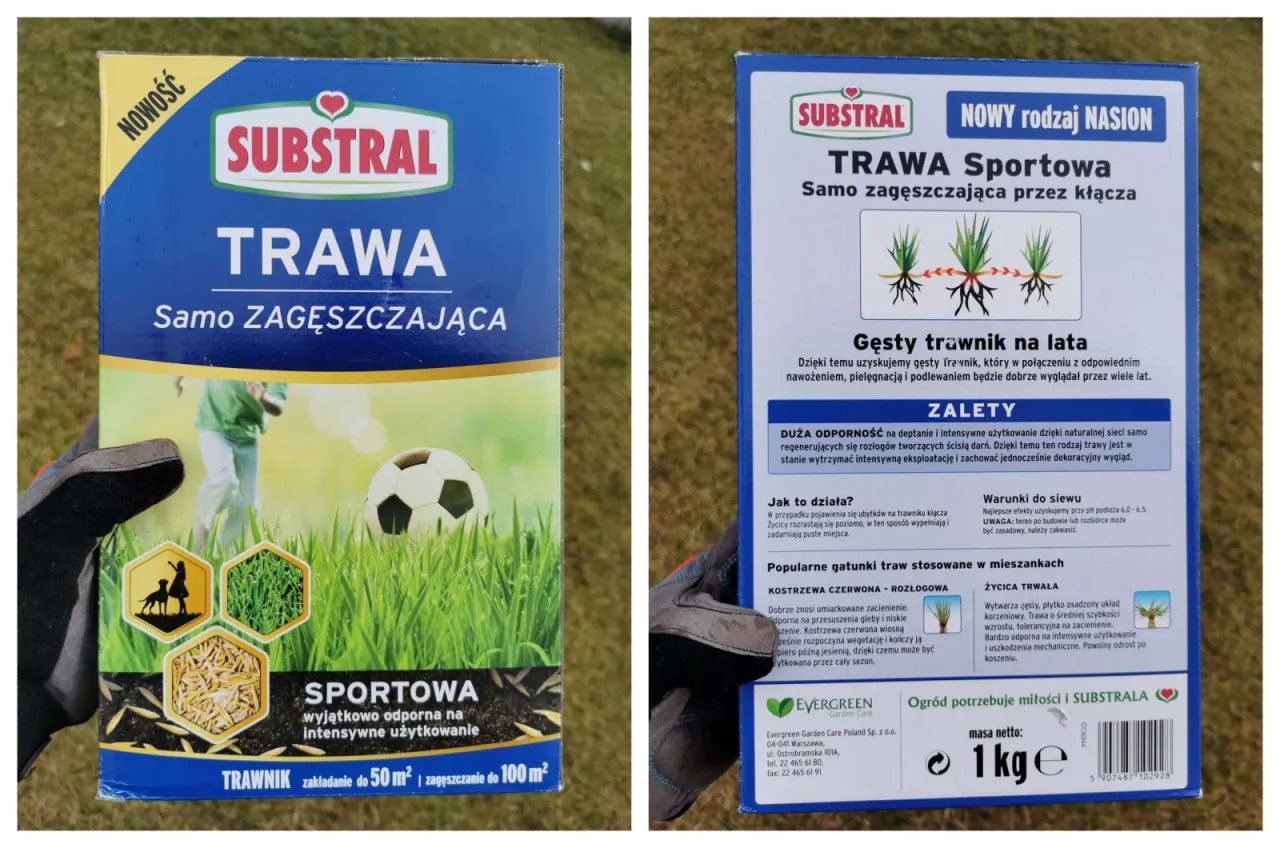 NOWOŚĆ
SUBSTRAL
TRAWA
Samo ZAGĘSZCZAJĄCA
SPORTOWA
wyjątkowo odporna na
intensywne użytkowanie
TRAWNIK zakładanie do 50 m² | zagęszczanie do 100 m²
SUBSTRAL
NOWY rodzaj NASION
TRAWA Sportowa
Samo zagęszczająca przez kłącza
Gęsty trawnik na lata
Dzięki temu uzyskujemy gęsty Trawnik, który w połączeniu z odpowiednim
nawożeniem, pielęgnacją i podlewaniem będzie dobrze wyglądał przez wiele lat.
ZALETY
DUŻA ODPORNOŚĆ na deptanie i intensywne użytkowanie dzięki naturalnej sieci samo
regenerujących się rozłogów tworzących ścisłą darń. Dzięki temu ten rodzaj trawy jest w
stanie wytrzymać intensywną eksploatację i zachować jednocześnie dekoracyjny wygląd.
Jak to działa?
W przypadku pojawienia się ubytków na trawniku kłącza
Życicy rozrastają się poziomo, w ten sposób wypełniają i
zadarniają puste miejsca.
Warunki do siewu
Najlepsze efekty uzyskujemy przy pH podłoża 6,0 - 6,5.
UWAGA: teren po budowie lub rozbiórce może
być zasadowy, należy zakwasić.
Popularne gatunki traw stosowane w mieszankach
KOSTRZEWA CZERWONA - ROZŁOGOWA
Dobrze znosi umiarkowane zacienienie.
Odporna na przesuszenia gleby i niskie
koszenie. Kostrzewa czerwona wiosną
wcześnie rozpoczyna wegetację i kończy ją
dopiero późną jesienią, dzięki czemu może być
użytkowana przez cały sezon.
ŻYCICA TRWAŁA
Wytwarza gęsty, płytko osadzony układ
korzeniowy. Trawa o średniej szybkości
wzrostu, tolerancyjna na zacienienie.
Bardzo odporna na intensywne użytkowanie
i uszkodzenia mechaniczne. Powolny odrost po
koszeniu.
EVERGREEN
Garden Care
Evergreen Garden Care Poland Sp. z o.o.
04-041 Warszawa,
ul. Ostrobramska 101A,
tel. 22 465 61 80,
fax: 22 465 61 91
Ogród potrzebuje miłości i SUBSTRALA
masa netto:
1 kg e
5 907487 102928